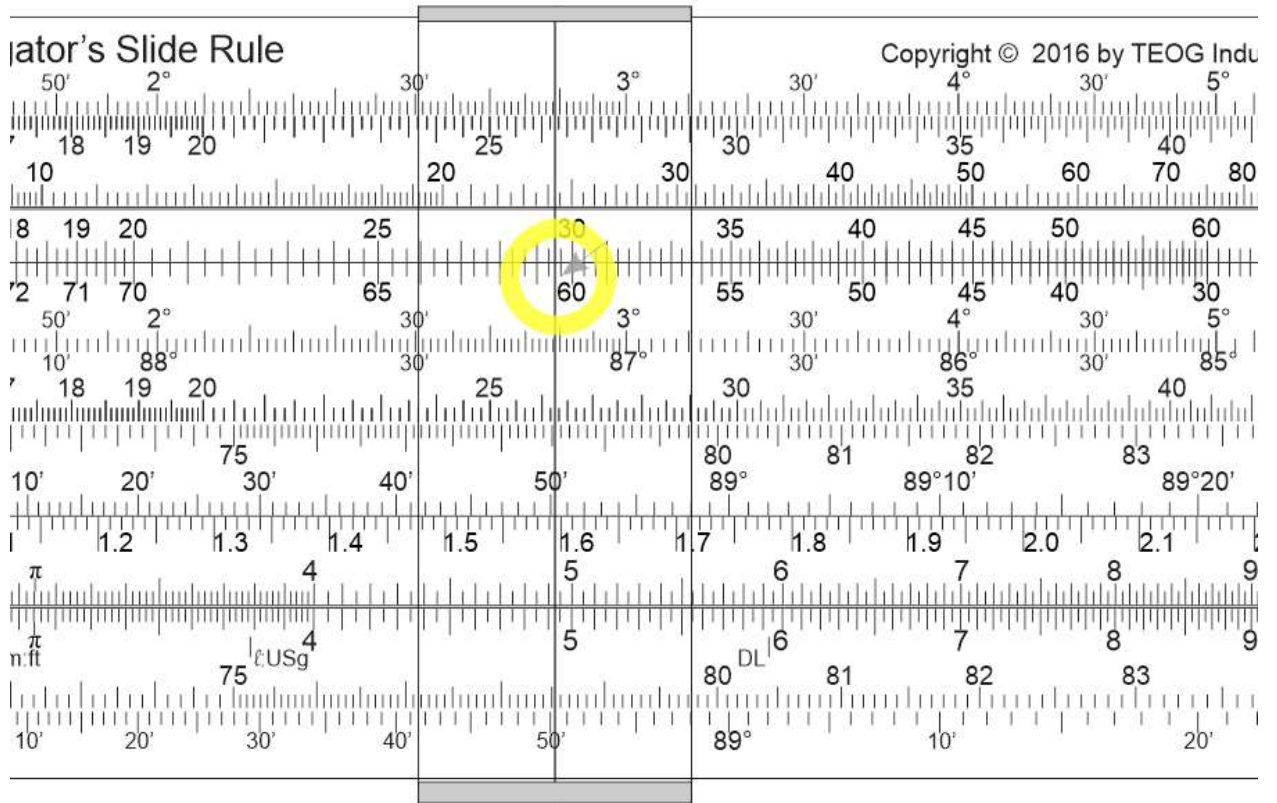 gator's Slide Rule Copyright © 2016 by TEOG Indu
50' 2° 30' 3° 30' 4° 30' 5°
18 19 20 25 30 35 40
10 20 30 40 50 60 70 80
8 19 20 25 30 35 40 45 50 60
72 71 70 65 60 55 50 45 40 30
50' 2° 30' 3° 30' 4° 30' 5°
10' 88° 30' 87° 30' 86° 30' 85°
18 19 20 25 30 35 40
75 80 81 82 83
10' 20' 30' 40' 50' 89° 89°10' 89°20'
1.2 1.3 1.4 1.5 1.6 1.7 1.8 1.9 2.0 2.1
π 4 5 6 7 8 9
π 4 5 6 7 8 9
m:ft ℓ:USg DL
75 80 81 82 83
10' 20' 30' 40' 50' 89° 10' 20'